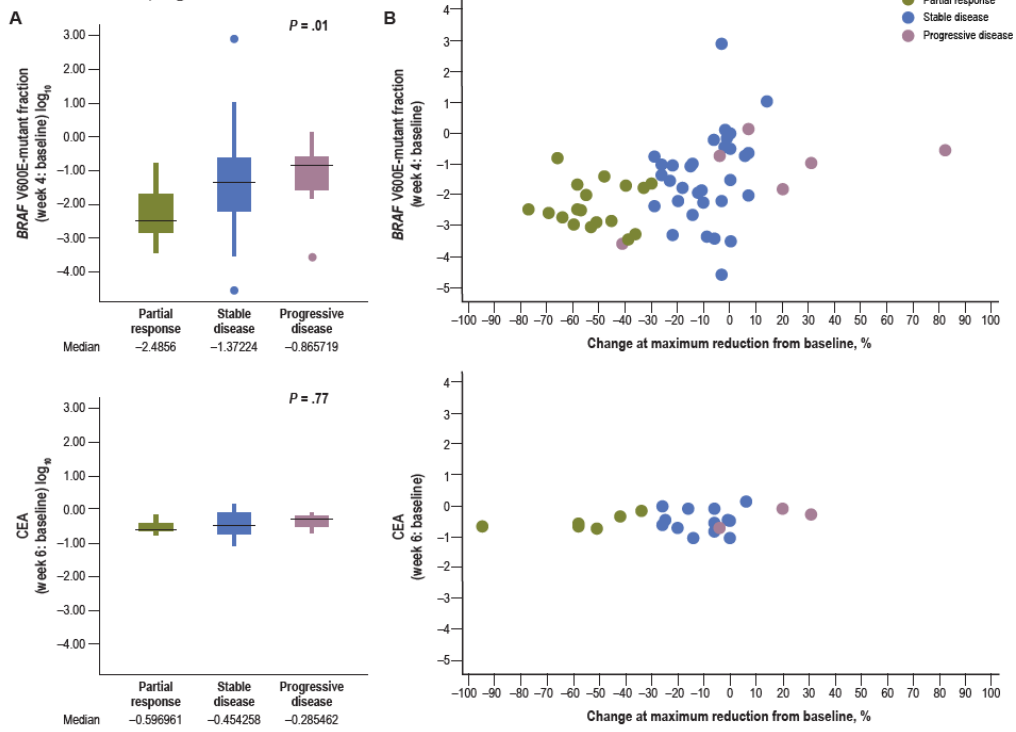 A
P = .01
BRAF V600E-mutant fraction
(week 4: baseline) log10
3.00
2.00
1.00
0.00
−1.00
−2.00
−3.00
−4.00
Partial
response
Stable
disease
Progressive
disease
Median
−2.4856
−1.37224
−0.865719
B
Partial response
Stable disease
Progressive disease
BRAF V600E-mutant fraction
(week 4: baseline)
4
3
2
1
0
−1
−2
−3
−4
−5
−100 −90 −80 −70 −60 −50 −40 −30 −20 −10 0 10 20 30 40 50 60 70 80 90 100
Change at maximum reduction from baseline, %
P = .77
CEA
(week 6: baseline) log10
3.00
2.00
1.00
0.00
−1.00
−2.00
−3.00
−4.00
Partial
response
Stable
disease
Progressive
disease
Median
−0.596961
−0.454258
−0.285462
CEA
(week 6: baseline)
4
3
2
1
0
−1
−2
−3
−4
−5
−100 −90 −80 −70 −60 −50 −40 −30 −20 −10 0 10 20 30 40 50 60 70 80 90 100
Change at maximum reduction from baseline, %